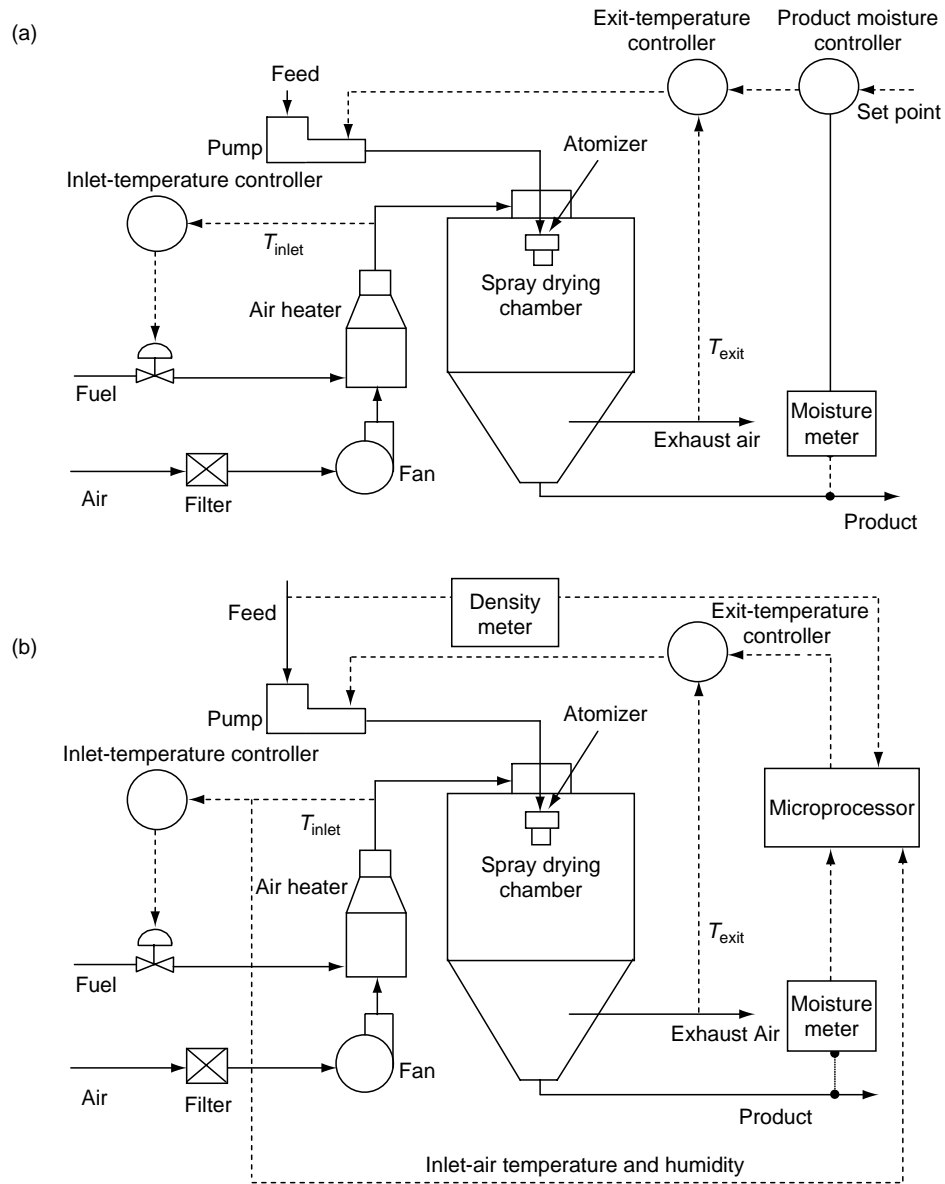 (a)
Exit-temperature
controller
Product moisture
controller
Feed
Set point
Pump
Atomizer
Inlet-temperature controller
T_inlet
Spray drying
chamber
Air heater
T_exit
Fuel
Moisture
meter
Exhaust air
Fan
Air
Filter
Product
(b)
Feed
Density
meter
Exit-temperature
controller
Pump
Atomizer
Inlet-temperature controller
T_inlet
Microprocessor
Spray drying
chamber
Air heater
T_exit
Fuel
Moisture
meter
Exhaust Air
Fan
Air
Filter
Product
Inlet-air temperature and humidity